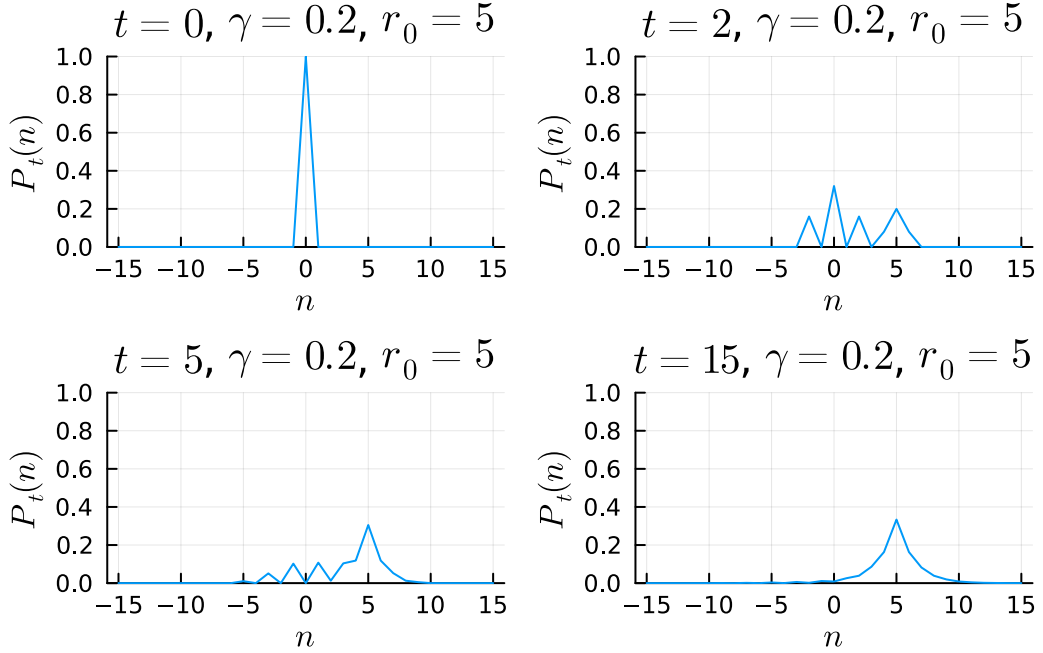 t = 0, γ = 0.2, r₀ = 5
1.0
0.8
0.6
0.4
0.2
0.0
Pₜ(n)
−15 −10 −5 0 5 10 15
n
t = 2, γ = 0.2, r₀ = 5
1.0
0.8
0.6
0.4
0.2
0.0
Pₜ(n)
−15 −10 −5 0 5 10 15
n
t = 5, γ = 0.2, r₀ = 5
1.0
0.8
0.6
0.4
0.2
0.0
Pₜ(n)
−15 −10 −5 0 5 10 15
n
t = 15, γ = 0.2, r₀ = 5
1.0
0.8
0.6
0.4
0.2
0.0
Pₜ(n)
−15 −10 −5 0 5 10 15
n